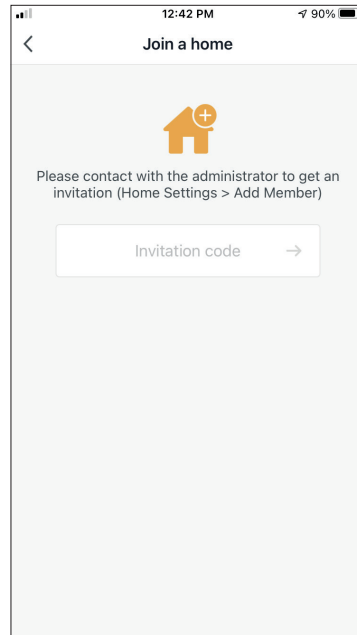 12:42 PM
90%
Join a home
Please contact with the administrator to get an
invitation (Home Settings > Add Member)
Invitation code